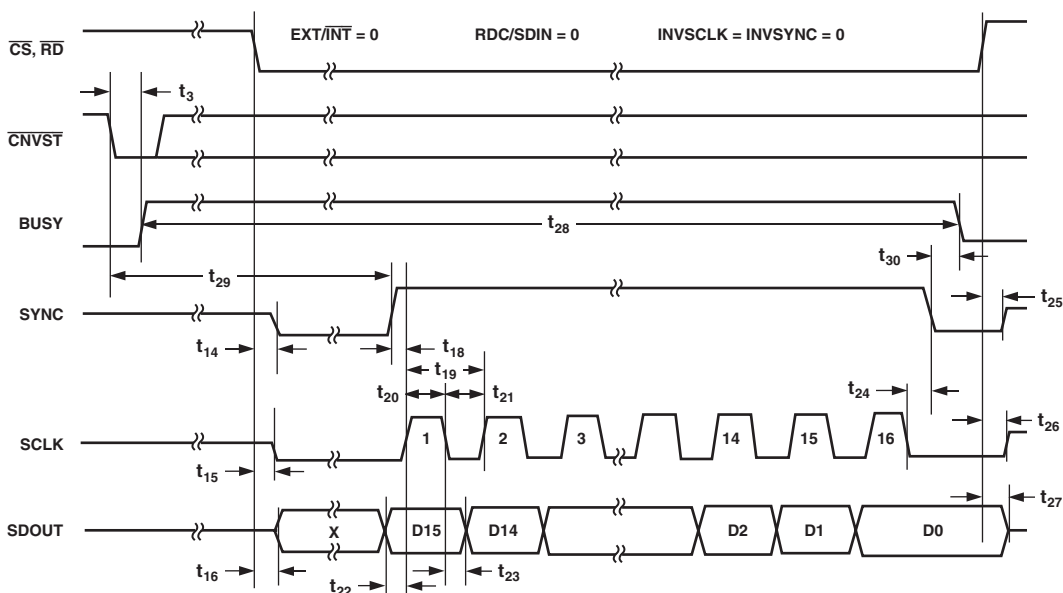 EXT/INT = 0 RDC/SDIN = 0 INVSCLK = INVSYNC = 0
CS, RD
t3
CNVST
BUSY
t28
t30
t29
t25
SYNC
t14
t18
t19
t20
t21
t24
t26
SCLK
1 2 3 14 15 16
t15
t27
SDOUT
X D15 D14 D2 D1 D0
t16
t22
t23